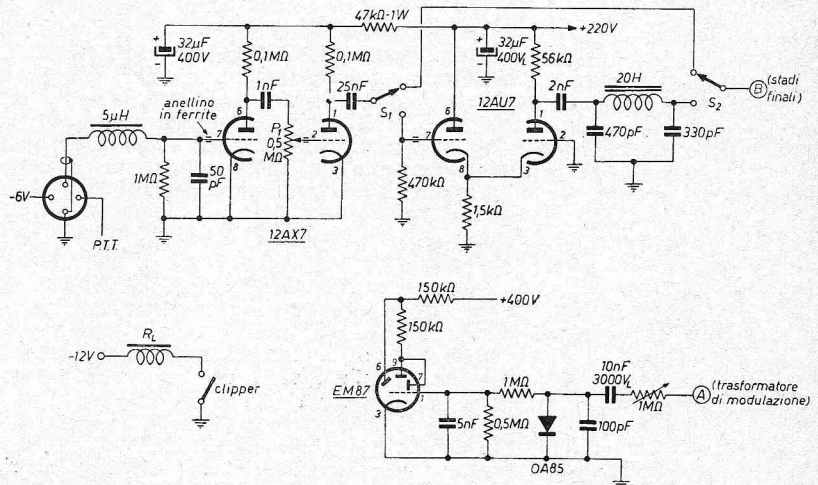 47kΩ-1W
+220V
32μF
400V
0,1MΩ
0,1MΩ
32μF
400VL
56kΩ
1nF
25nF
2nF
20H
B
(stadi
finali)
S1
12AU7
S2
5μH
anellino
in ferrite
6
1
6
1
7
P1
0,5
MΩ
2
7
2
470pF
330pF
8
3
8
3
1MΩ
50
pF
470kΩ
1,5kΩ
-6V
P.T.T.
12AX7
150kΩ
+400V
150kΩ
RL
-12V
clipper
6
9
7
EM87
1
3
1MΩ
10nF
3000VL
1MΩ
A
(trasformatore
di modulazione)
5nF
0,5MΩ
100pF
OA85
+
-
+
-